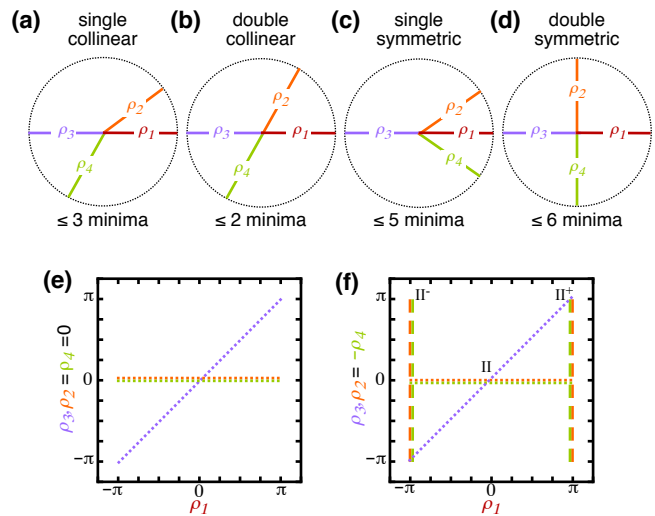 (a) single collinear
ρ2
ρ3
ρ1
ρ4
≤ 3 minima
(b) double collinear
ρ2
ρ3
ρ1
ρ4
≤ 2 minima
(c) single symmetric
ρ2
ρ3
ρ1
ρ4
≤ 5 minima
(d) double symmetric
ρ2
ρ3
ρ1
ρ4
≤ 6 minima
(e)
ρ3,ρ2 = ρ4 =0
π
0
−π
−π 0 π
ρ1
(f)
ρ3,ρ2 = −ρ4
π
0
−π
II-
II+
II
−π 0 π
ρ1